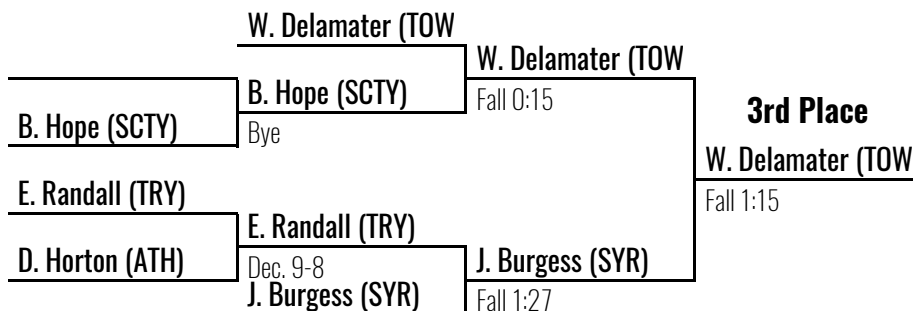 W. Delamater (TOW
W. Delamater (TOW
B. Hope (SCTY)
Fall 0:15
3rd Place
B. Hope (SCTY)
Bye
W. Delamater (TOW
E. Randall (TRY)
Fall 1:15
E. Randall (TRY)
D. Horton (ATH)
Dec. 9-8
J. Burgess (SYR)
J. Burgess (SYR)
Fall 1:27